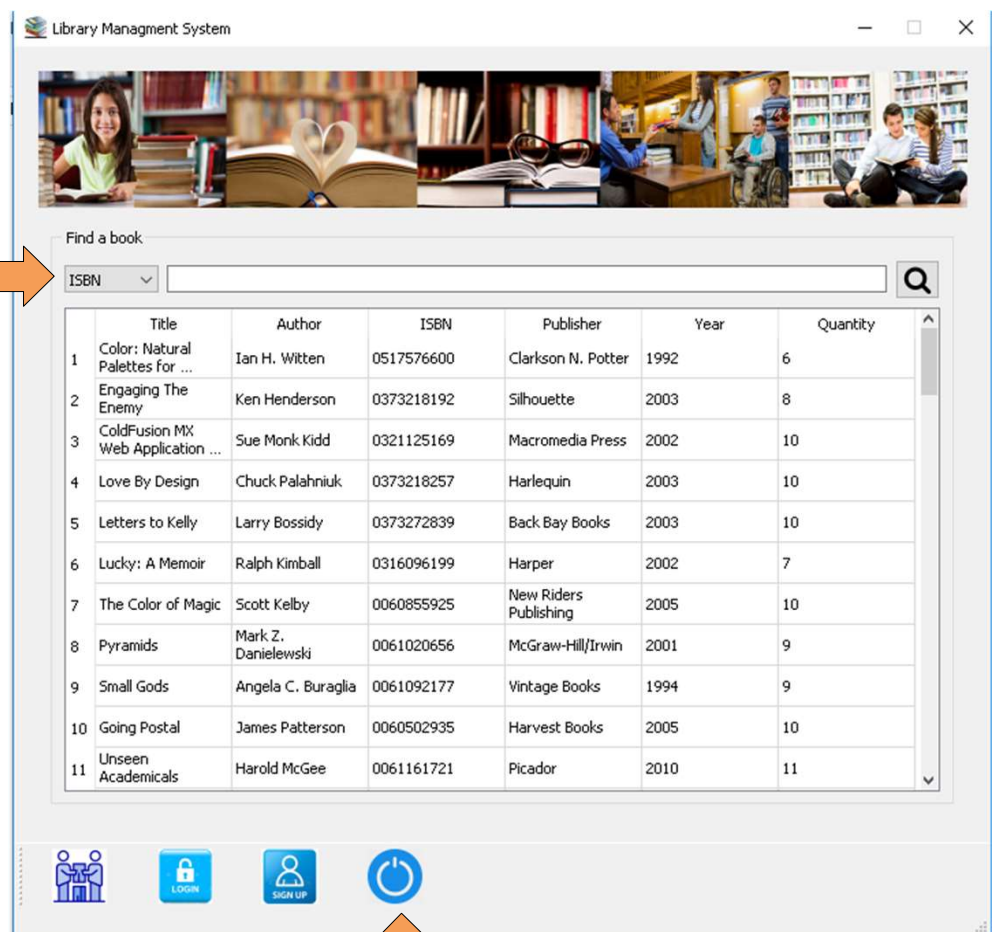 Library Managment System
Find a book
ISBN
Title Author ISBN Publisher Year Quantity
1 Color: Natural Palettes for ... Ian H. Witten 0517576600 Clarkson N. Potter 1992 6
2 Engaging The Enemy Ken Henderson 0373218192 Silhouette 2003 8
3 ColdFusion MX Web Application ... Sue Monk Kidd 0321125169 Macromedia Press 2002 10
4 Love By Design Chuck Palahniuk 0373218257 Harlequin 2003 10
5 Letters to Kelly Larry Bossidy 0373272839 Back Bay Books 2003 10
6 Lucky: A Memoir Ralph Kimball 0316096199 Harper 2002 7
7 The Color of Magic Scott Kelby 0060855925 New Riders Publishing 2005 10
8 Pyramids Mark Z. Danielewski 0061020656 McGraw-Hill/Irwin 2001 9
9 Small Gods Angela C. Buraglia 0061092177 Vintage Books 1994 9
10 Going Postal James Patterson 0060502935 Harvest Books 2005 10
11 Unseen Academicals Harold McGee 0061161721 Picador 2010 11
LOGIN
SIGN UP